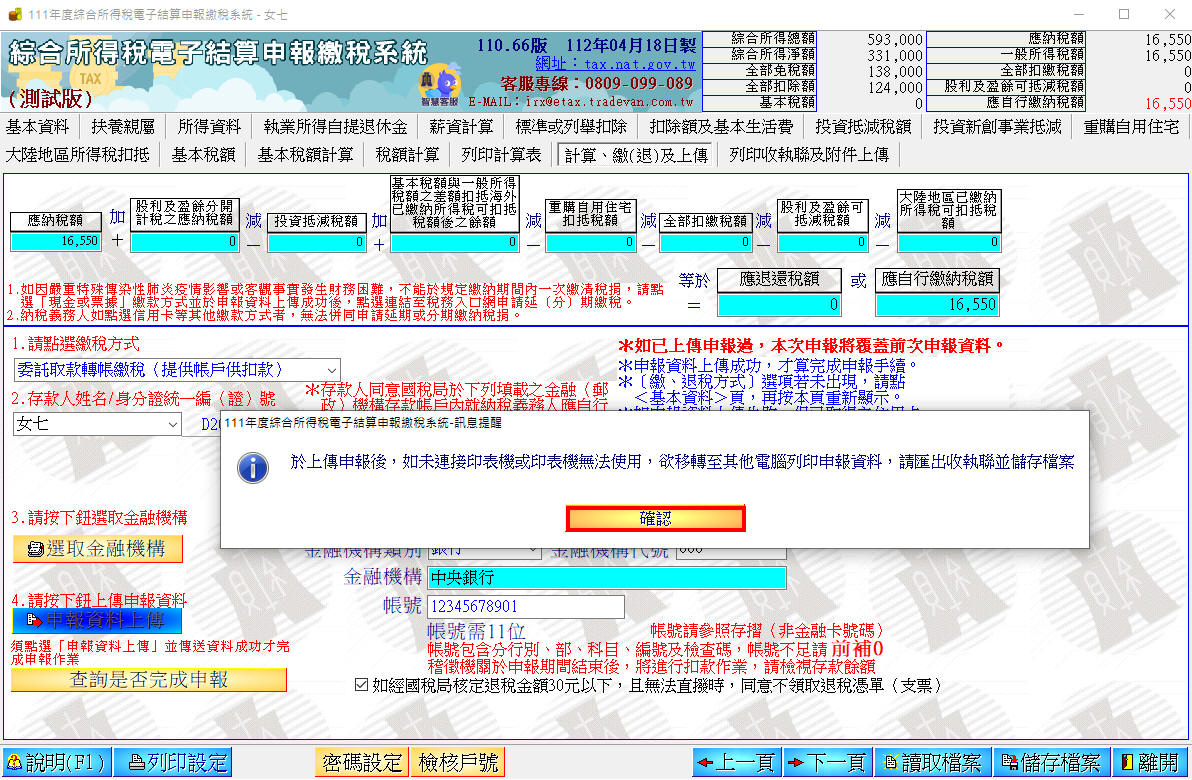 111年度綜合所得稅電子結算申報繳稅系統 - 女七
綜合所得稅電子結算申報繳稅系統
TAX
(測試版)
110.66版 112年04月18日製
網址：tax.nat.gov.tw
客服專線：0809-099-089
E-MAIL：irx@etax.tradevan.com.tw
智慧客服
綜合所得總額 593,000
綜合所得淨額 331,000
全部免稅額 138,000
全部扣除額 124,000
基本稅額 0
應納稅額 16,550
一般所得稅額 16,550
全部扣繳稅額 0
股利及盈餘可抵減稅額 0
應自行繳納稅額 16,550
基本資料 扶養親屬 所得資料 執業所得自提退休金 薪資計算 標準或列舉扣除 扣除額及基本生活費 投資抵減稅額 投資新創事業抵減 重購自用住宅
大陸地區所得稅扣抵 基本稅額 基本稅額計算 稅額計算 列印計算表 計算、繳(退)及上傳 列印收執聯及附件上傳
應納稅額
16,550
加
＋
股利及盈餘分開
計稅之應納稅額
0
減
－
投資抵減稅額
0
加
＋
基本稅額與一般所得
稅額之差額扣抵海外
已繳納所得稅可扣抵
稅額後之餘額
0
減
－
重購自用住宅
扣抵稅額
0
減
－
全部扣繳稅額
0
減
－
股利及盈餘可
抵減稅額
0
減
－
大陸地區已繳納
所得稅可扣抵稅
額
0
1.如因嚴重特殊傳染性肺炎疫情影響或客觀事實發生財務困難，不能於規定繳納期間內一次繳清稅捐，請點
選「現金或票據」繳款方式並於申報資料上傳成功後，點選連結至稅務入口網申請延（分）期繳稅。
2.納稅義務人如點選信用卡等其他繳款方式者，無法併同申請延期或分期繳納稅捐。
等於
＝
應退還稅額
0
或
應自行繳納稅額
16,550
1.請點選繳稅方式
委託取款轉帳繳稅（提供帳戶供扣款）
2.存款人姓名/身分證統一編（證）號
女七
D20
＊存款人同意國稅局於下列填載之金融（郵
政）機構存款帳戶內就納稅義務人應自行
＊如已上傳申報過，本次申報將覆蓋前次申報資料。
＊申報資料上傳成功，才算完成申報手續。
＊〔繳、退稅方式〕選項若未出現，請點
＜基本資料＞頁，再按本頁重新顯示。
111年度綜合所得稅電子結算申報繳稅系統-訊息提醒
於上傳申報後，如未連接印表機或印表機無法使用，欲移轉至其他電腦列印申報資料，請匯出收執聯並儲存檔案
確認
3.請按下鈕選取金融機構
選取金融機構
金融機構類別 銀行 金融機構代號 000
金融機構 中央銀行
帳號 12345678901
4.請按下鈕上傳申報資料
申報資料上傳
須點選「申報資料上傳」並傳送資料成功才完
成申報作業
查詢是否完成申報
帳號需11位 帳號請參照存摺（非金融卡號碼）
帳號包含分行別、部、科目、編號及檢查碼，帳號不足請 前補0
稽徵機關於申報期間結束後，將進行扣款作業，請檢視存款餘額
如經國稅局核定退稅金額30元以下，且無法直撥時，同意不領取退稅憑單（支票）
說明(F1) 列印設定 密碼設定 檢核戶號 上一頁 下一頁 讀取檔案 儲存檔案 離開